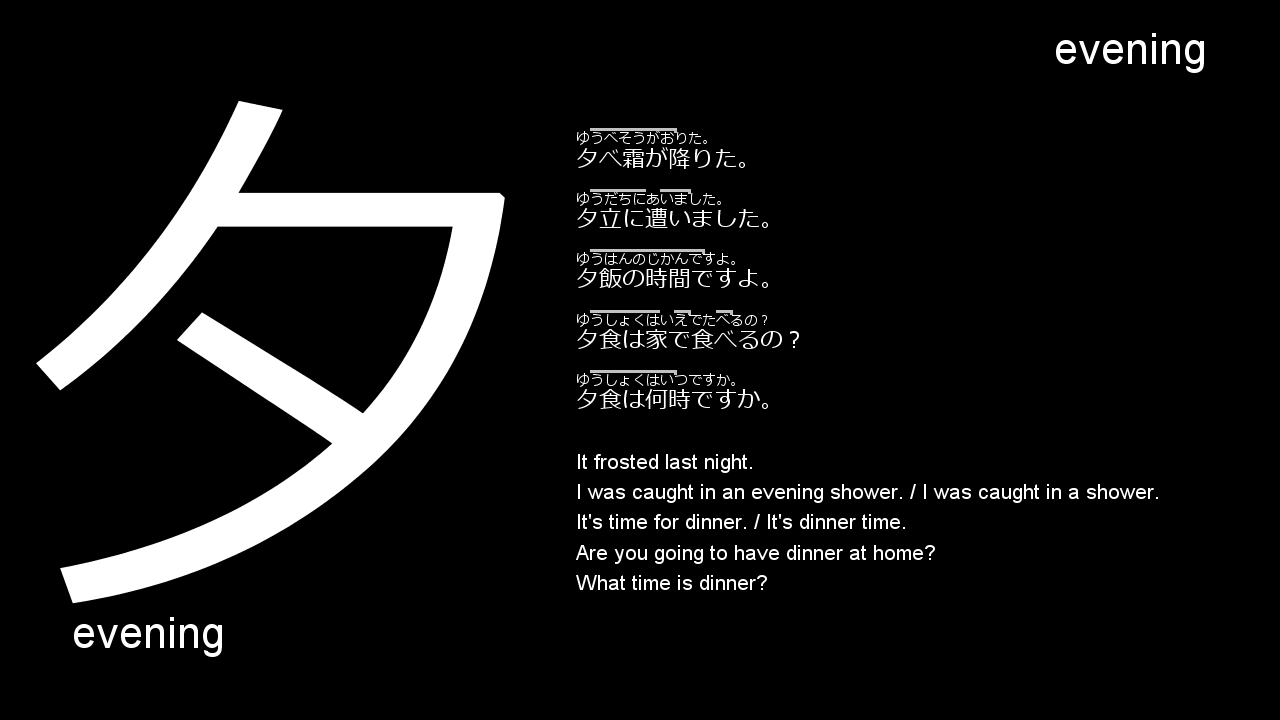 evening
夕
evening
ゆうべそうがおりた。
夕べ霜が降りた。
ゆうだちにあいました。
夕立に遭いました。
ゆうはんのじかんですよ。
夕飯の時間ですよ。
ゆうしょくはいえでたべるの？
夕食は家で食べるの？
ゆうしょくはいつですか。
夕食は何時ですか。
It frosted last night.
I was caught in an evening shower. / I was caught in a shower.
It's time for dinner. / It's dinner time.
Are you going to have dinner at home?
What time is dinner?